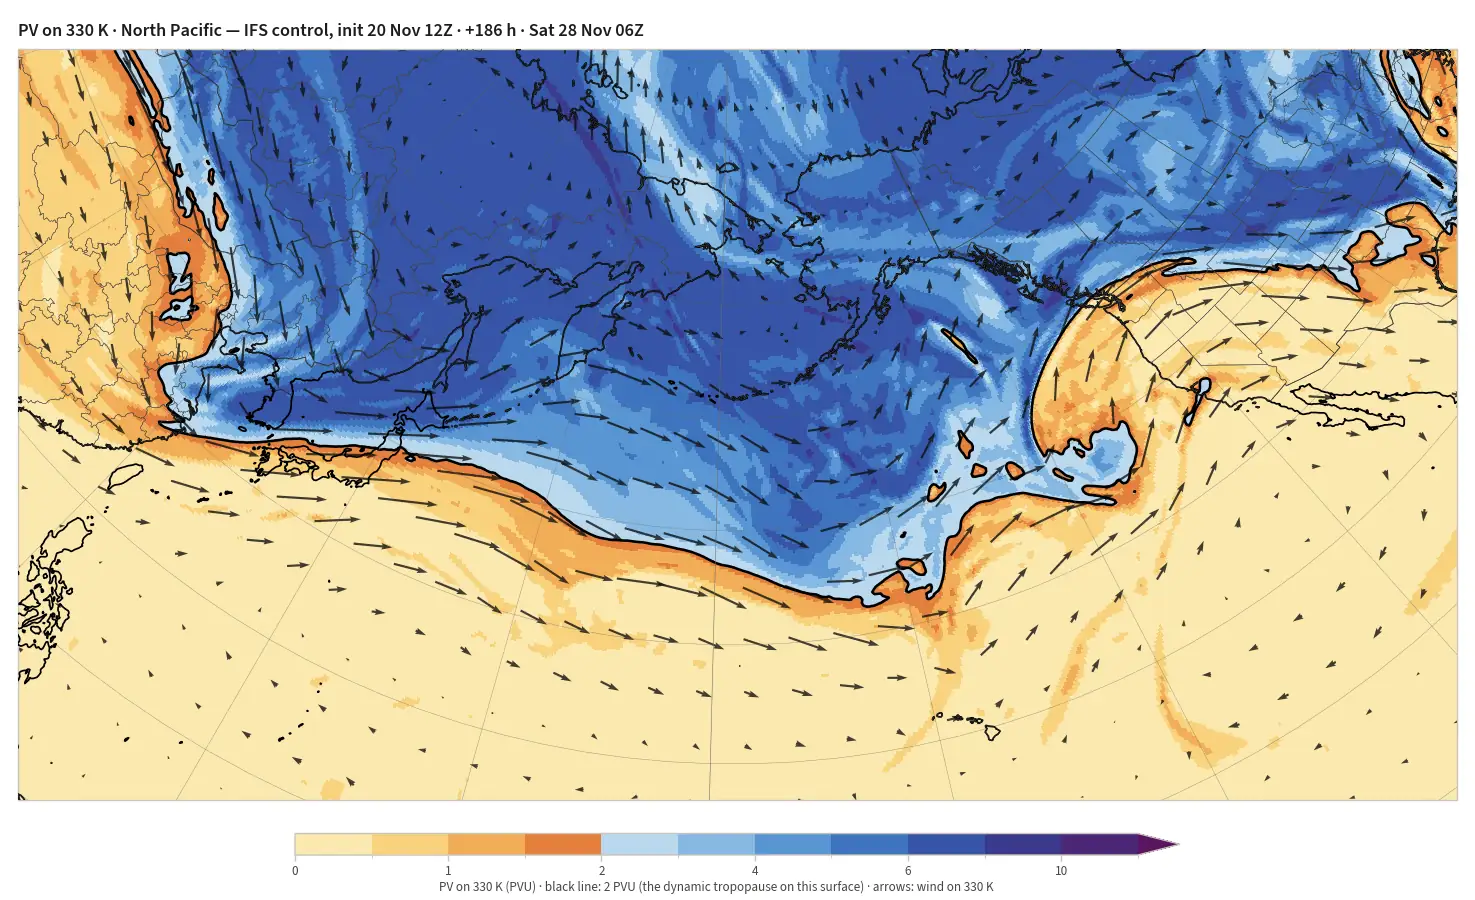 PV on 330 K · North Pacific — IFS control, init 20 Nov 12Z · +186 h · Sat 28 Nov 06Z
0 1 2 4 6 10
PV on 330 K (PVU) · black line: 2 PVU (the dynamic tropopause on this surface) · arrows: wind on 330 K